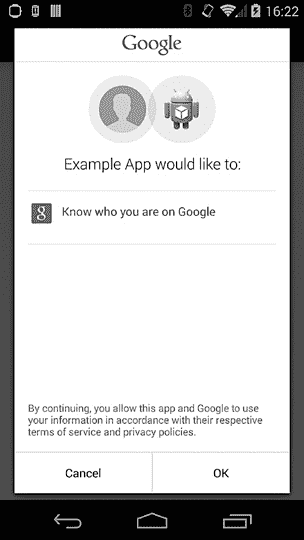 16:22
Google
Example App would like to:
g Know who you are on Google
By continuing, you allow this app and Google to use
your information in accordance with their respective
terms of service and privacy policies.
Cancel OK